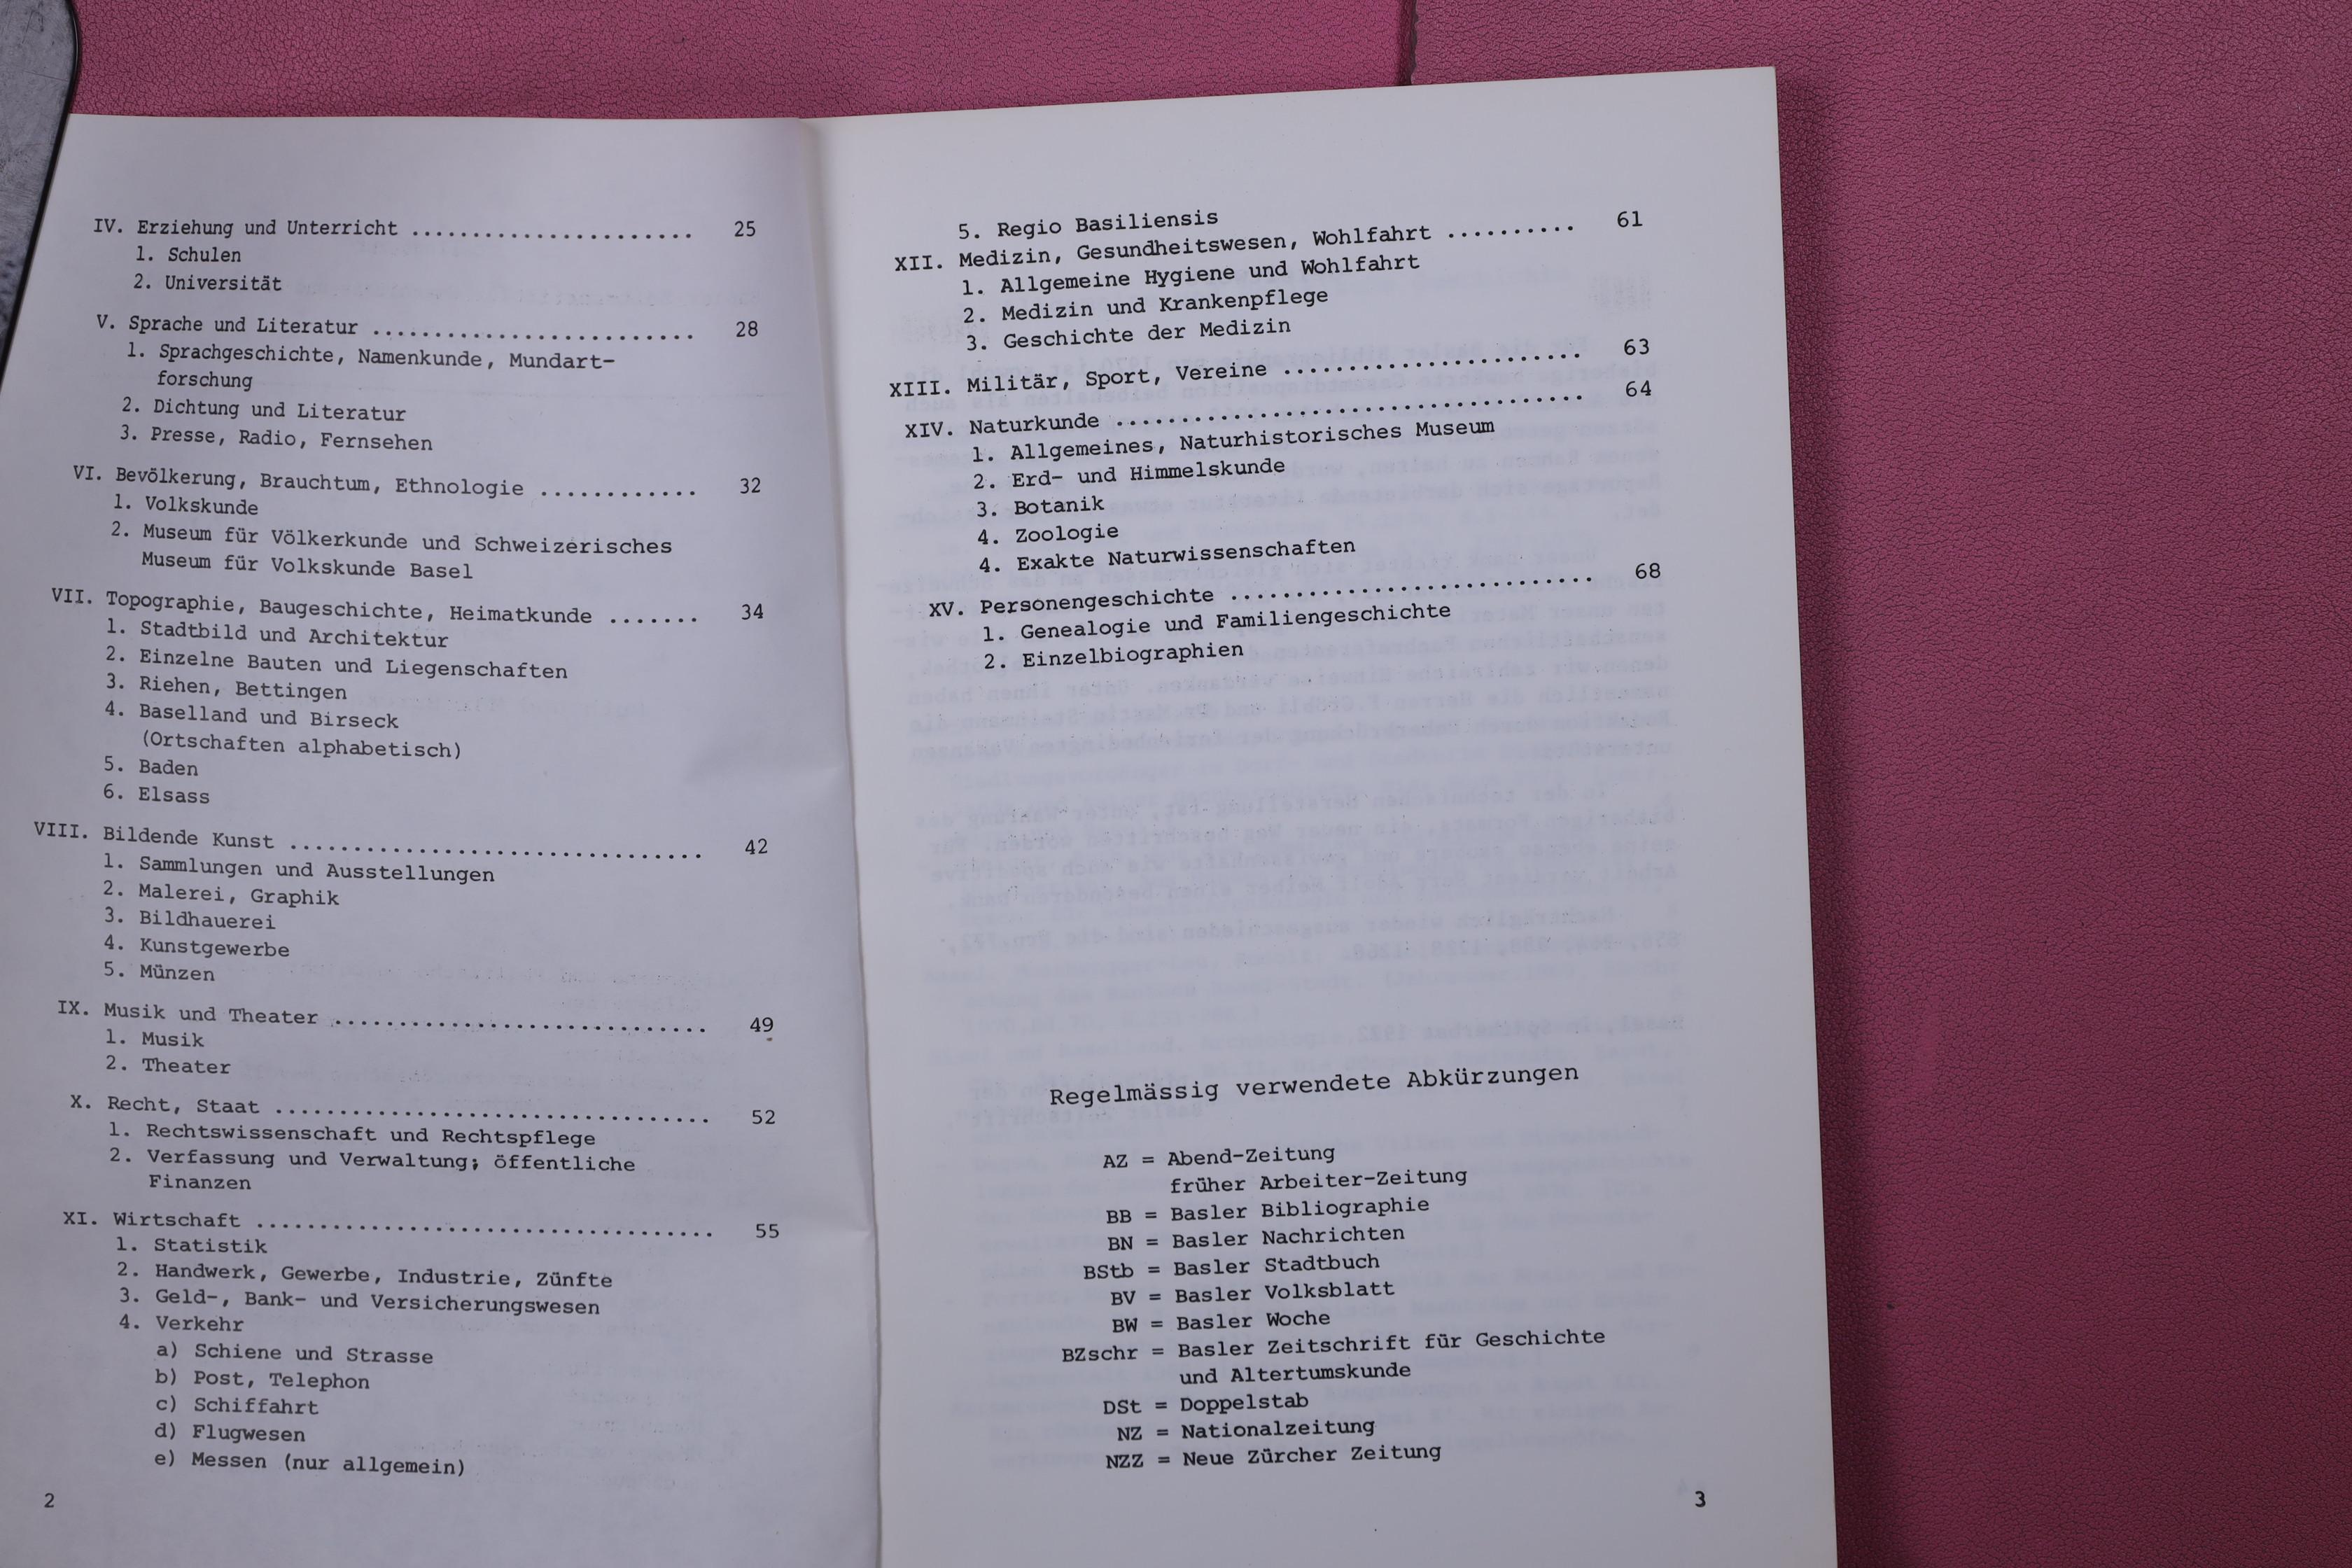 IV. Erziehung und Unterricht ....................... 25
1. Schulen
2. Universität
V. Sprache und Literatur .......................... 28
1. Sprachgeschichte, Namenkunde, Mundart-
forschung
2. Dichtung und Literatur
3. Presse, Radio, Fernsehen
VI. Bevölkerung, Brauchtum, Ethnologie ............ 32
1. Volkskunde
2. Museum für Völkerkunde und Schweizerisches
Museum für Volkskunde Basel
VII. Topographie, Baugeschichte, Heimatkunde ....... 34
1. Stadtbild und Architektur
2. Einzelne Bauten und Liegenschaften
3. Riehen, Bettingen
4. Baselland und Birseck
(Ortschaften alphabetisch)
5. Baden
6. Elsass
VIII. Bildende Kunst ................................. 42
1. Sammlungen und Ausstellungen
2. Malerei, Graphik
3. Bildhauerei
4. Kunstgewerbe
5. Münzen
IX. Musik und Theater .............................. 49
1. Musik
2. Theater
X. Recht, Staat ................................... 52
1. Rechtswissenschaft und Rechtspflege
2. Verfassung und Verwaltung; öffentliche
Finanzen
XI. Wirtschaft .................................... 55
1. Statistik
2. Handwerk, Gewerbe, Industrie, Zünfte
3. Geld-, Bank- und Versicherungswesen
4. Verkehr
a) Schiene und Strasse
b) Post, Telephon
c) Schiffahrt
d) Flugwesen
e) Messen (nur allgemein)
2
5. Regio Basiliensis
XII. Medizin, Gesundheitswesen, Wohlfahrt .......... 61
1. Allgemeine Hygiene und Wohlfahrt
2. Medizin und Krankenpflege
3. Geschichte der Medizin
XIII. Militär, Sport, Vereine ....................... 63
XIV. Naturkunde .................................... 64
1. Allgemeines, Naturhistorisches Museum
2. Erd- und Himmelskunde
3. Botanik
4. Zoologie
4. Exakte Naturwissenschaften
XV. Personengeschichte ............................ 68
1. Genealogie und Familiengeschichte
2. Einzelbiographien
Regelmässig verwendete Abkürzungen
AZ = Abend-Zeitung
früher Arbeiter-Zeitung
BB = Basler Bibliographie
BN = Basler Nachrichten
BStb = Basler Stadtbuch
BV = Basler Volksblatt
BW = Basler Woche
BZschr = Basler Zeitschrift für Geschichte
und Altertumskunde
DSt = Doppelstab
NZ = Nationalzeitung
NZZ = Neue Zürcher Zeitung
3